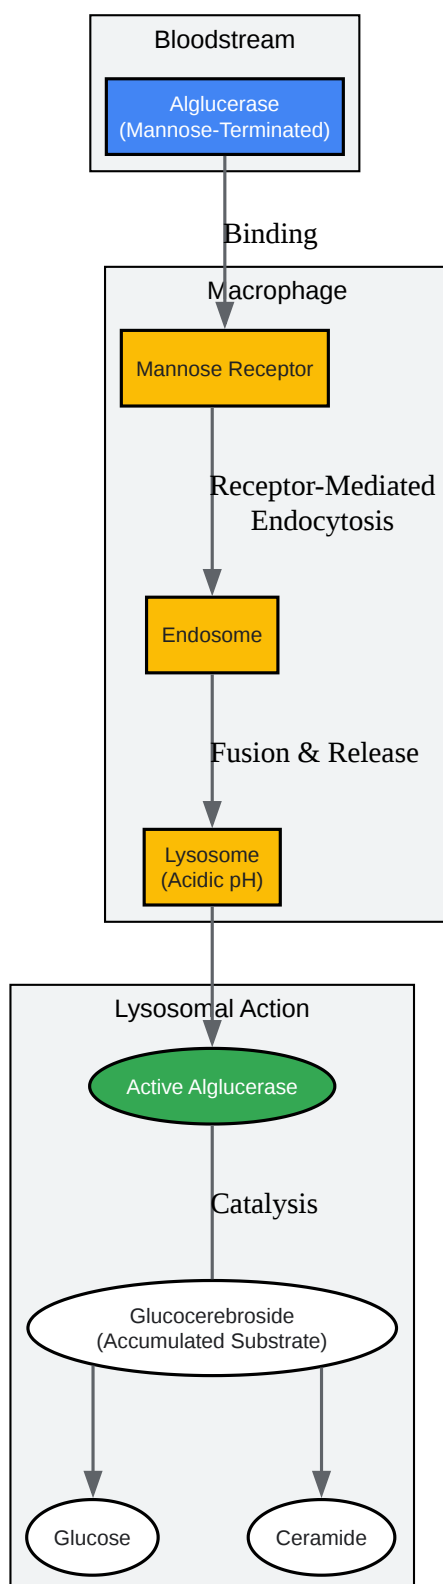 Bloodstream
Alglucerase
(Mannose-Terminated)
Binding
Macrophage
Mannose Receptor
Receptor-Mediated
Endocytosis
Endosome
Fusion & Release
Lysosome
(Acidic pH)
Lysosomal Action
Active Alglucerase
Catalysis
Glucocerebroside
(Accumulated Substrate)
Glucose
Ceramide